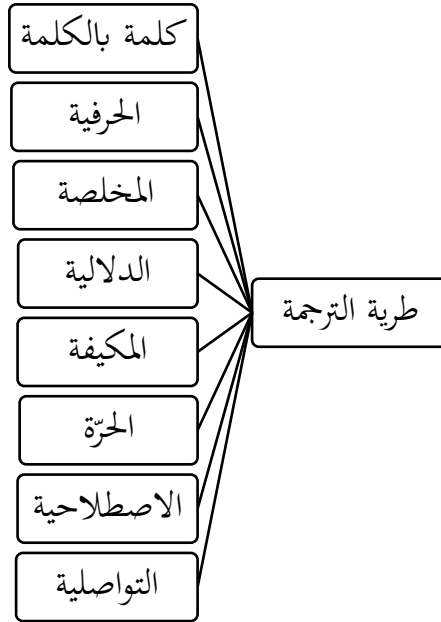 طرية الترجمة
كلمة بالكلمة
الحرفية
المخلصة
الدلالية
المكيفة
الحرّة
الاصطلاحية
التواصلية